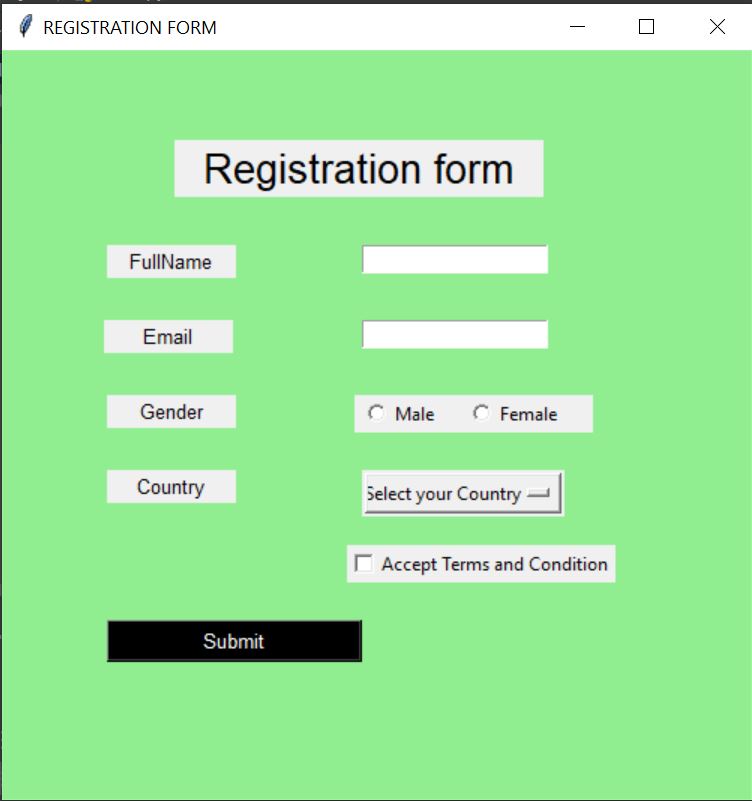 REGISTRATION FORM
Registration form
FullName
Email
Gender
Male Female
Country
Select your Country
Accept Terms and Condition
Submit